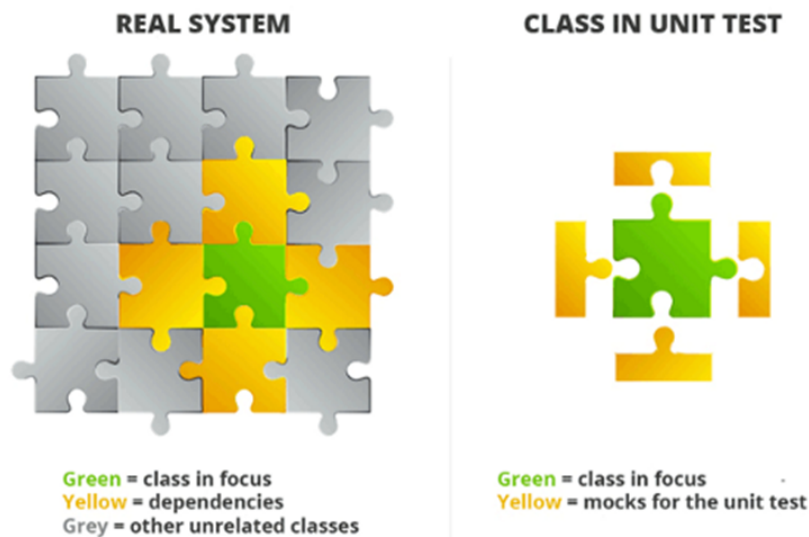 REAL SYSTEM
CLASS IN UNIT TEST
Green = class in focus
Yellow = dependencies
Grey = other unrelated classes
Green = class in focus
Yellow = mocks for the unit test